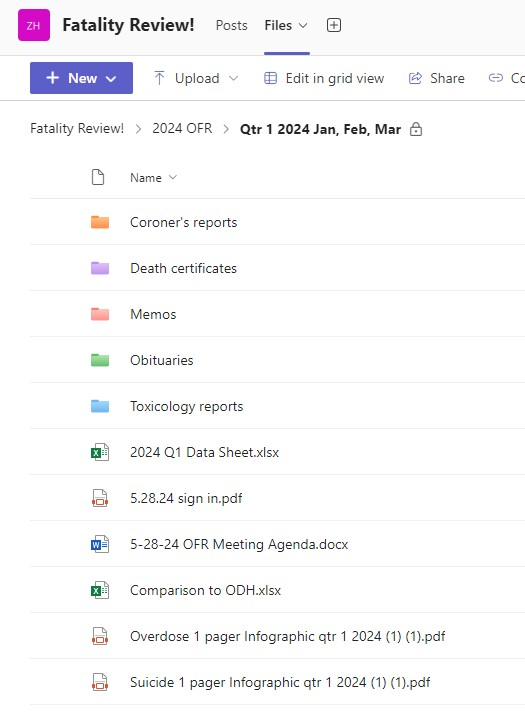 ZH Fatality Review! Posts Files
New Upload Edit in grid view Share Co
Fatality Review! > 2024 OFR > Qtr 1 2024 Jan, Feb, Mar
Name
Coroner's reports
Death certificates
Memos
Obituaries
Toxicology reports
2024 Q1 Data Sheet.xlsx
5.28.24 sign in.pdf
5-28-24 OFR Meeting Agenda.docx
Comparison to ODH.xlsx
Overdose 1 pager Infographic qtr 1 2024 (1) (1).pdf
Suicide 1 pager Infographic qtr 1 2024 (1) (1).pdf